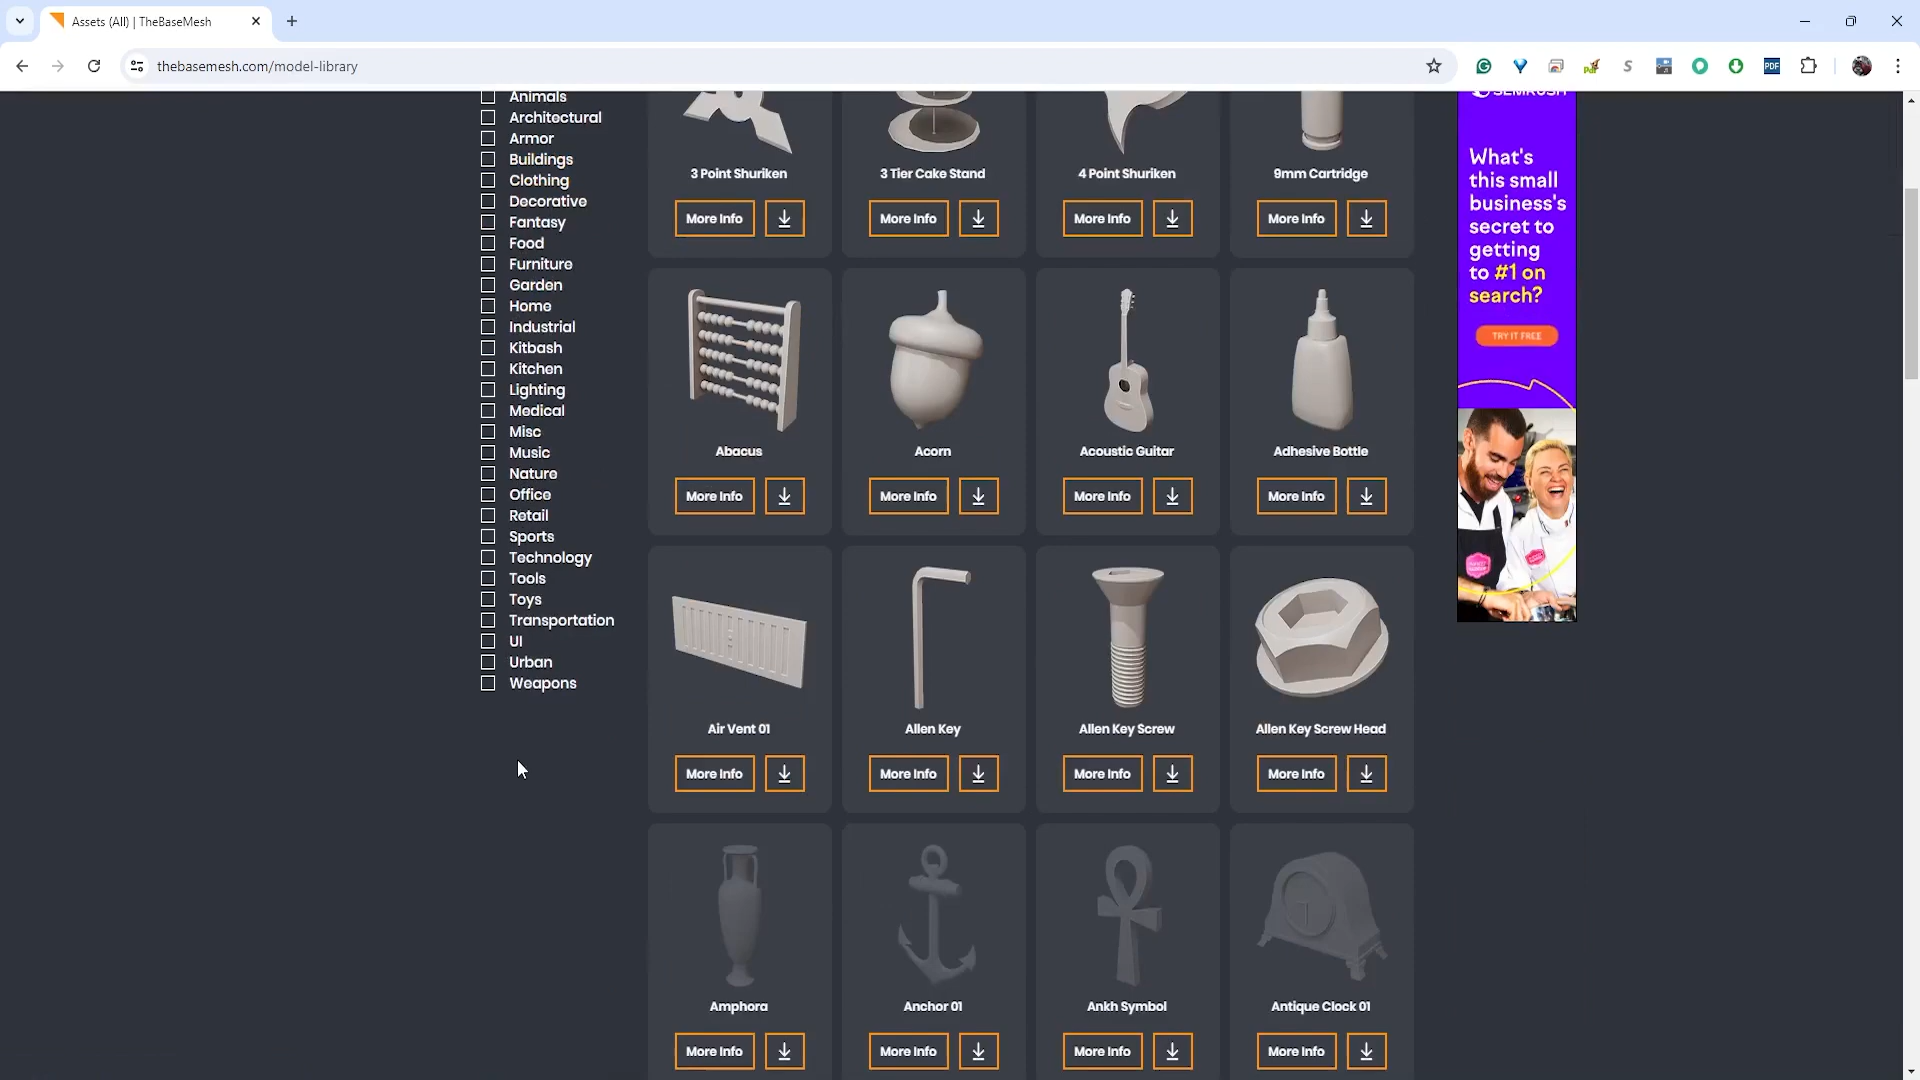 Assets (All) | TheBaseMesh
thebasemesh.com/model-library
PDF
Animals
Architectural
Armor
Buildings
Clothing
Decorative
Fantasy
Food
Furniture
Garden
Home
Industrial
Kitbash
Kitchen
Lighting
Medical
Misc
Music
Nature
Office
Retail
Sports
Technology
Tools
Toys
Transportation
UI
Urban
Weapons
3 Point Shuriken
3 Tier Cake Stand
4 Point Shuriken
9mm Cartridge
More Info
More Info
More Info
More Info
Abacus
Acorn
Acoustic Guitar
Adhesive Bottle
More Info
More Info
More Info
More Info
Air Vent 01
Allen Key
Allen Key Screw
Allen Key Screw Head
More Info
More Info
More Info
More Info
Amphora
Anchor 01
Ankh Symbol
Antique Clock 01
More Info
More Info
More Info
More Info
SEMRUSH
What's
this small
business's
secret to
getting
to #1 on
search?
TRY IT FREE